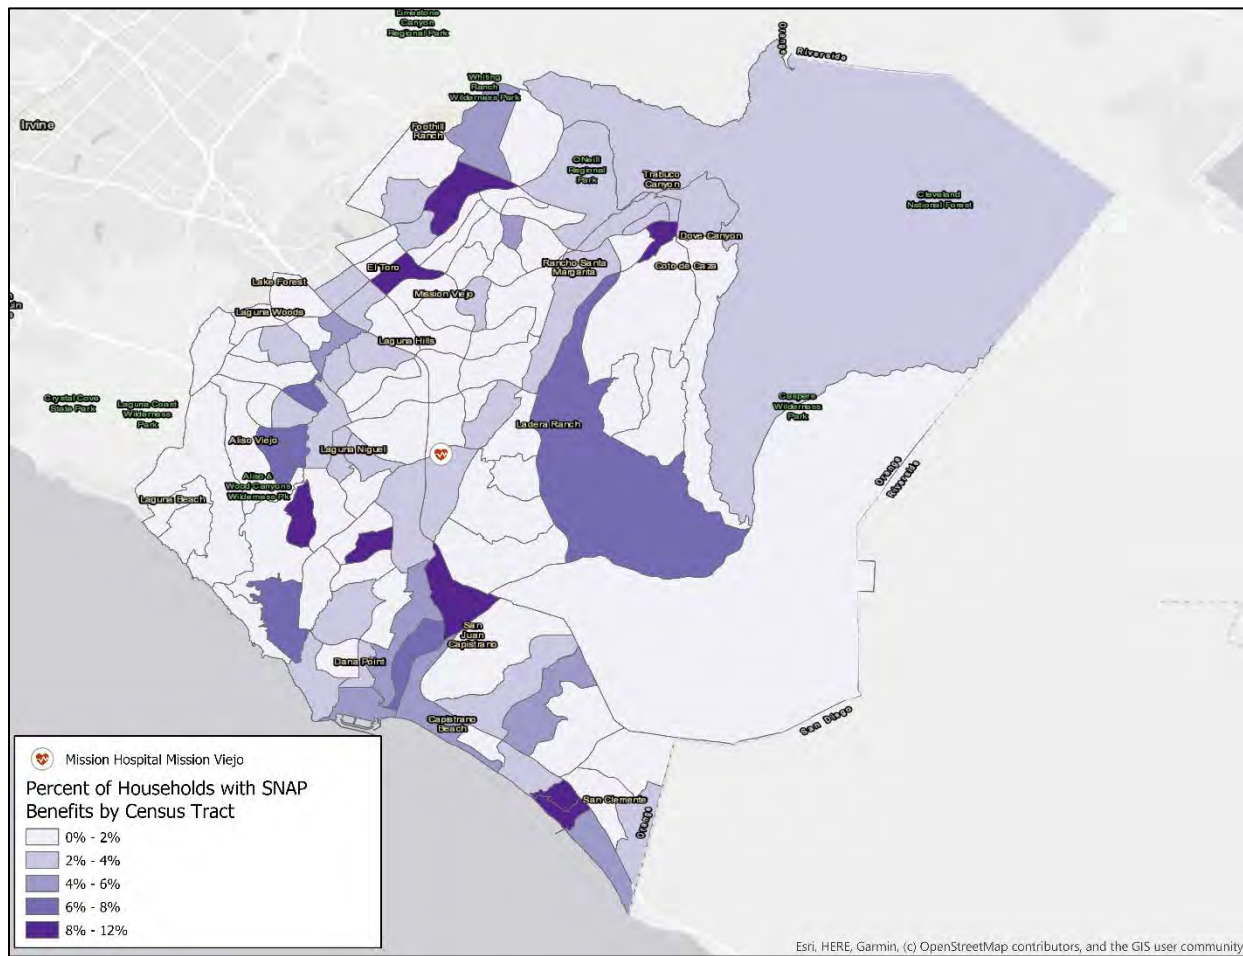 Limestone
Canyon
Regional Park
Orange
Riverside
Whiting
Ranch
Wilderness Park
Irvine
Foothill
Ranch
O'Neill
Regional
Park
Trabuco
Canyon
Cleveland
National Forest
Dove Canyon
Rancho Santa
Margarita
Coto de Caza
El Toro
Lake Forest
Mission Viejo
Laguna Woods
Laguna Hills
Crystal Cove
State Park
Laguna Coast
Wilderness
Park
Caspers
Wilderness
Park
Ladera Ranch
Aliso Viejo
Laguna Niguel
Orange
Riverside
Aliso &
Wood Canyons
Wilderness Pk
Laguna Beach
San
Juan
Capistrano
Dana Point
Capistrano
Beach
San Diego
San Clemente
Orange
Mission Hospital Mission Viejo
Percent of Households with SNAP
Benefits by Census Tract
0% - 2%
2% - 4%
4% - 6%
6% - 8%
8% - 12%
Esri, HERE, Garmin, (c) OpenStreetMap contributors, and the GIS user community